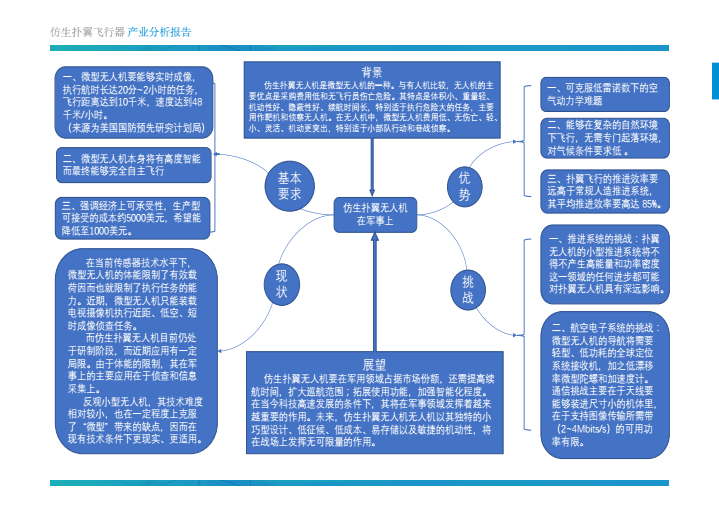 仿生扑翼飞行器 产业分析报告
一、微型无人机要能够实时成像，
执行航时长达20分~2小时的任务，
飞行距离达到10千米，速度达到48
千米/小时。
（来源为美国国防预先研究计划局）
二、微型无人机本身将有高度智能
而最终能够完全自主飞行
三、强调经济上可承受性，生产型
可接受的成本约5000美元，希望能
降低至1000美元。
背景
仿生扑翼无人机是微型无人机的一种。与有人机比较，无人机的主
要优点是采购费用低和无飞行员伤亡危险。其特点是体积小、重量轻、
机动性好、隐蔽性好、续航时间长，特别适于执行危险大的任务，主要
用作靶机和侦察无人机。在无人机中，微型无人机费用低、无伤亡、轻、
小、灵活、机动更突出，特别适于小部队行动和巷战侦察。
一、可克服低雷诺数下的空
气动力学难题
二、能够在复杂的自然环境
下飞行，无需专门起落环境，
对气候条件要求低 。
三、扑翼飞行的推进效率要
远高于常规人造推进系统，
其平均推进效率要高达 85%。
基本
要求
优
势
仿生扑翼无人机
在军事上
现
状
挑
战
在当前传感器技术水平下，
微型无人机的体能限制了有效载
荷因而也就限制了执行任务的能
力。近期，微型无人机只能装载
电视摄像机执行近距、低空、短
时成像侦查任务。
而仿生扑翼无人机目前仍处
于研制阶段，而近期应用有一定
局限。由于体能的限制，其在军
事上的主要应用在于侦查和信息
采集上。
反观小型无人机，其技术难度
相对较小，也在一定程度上克服
了“微型”带来的缺点，因而在
现有技术条件下更现实、更适用。
一、推进系统的挑战：扑翼
无人机的小型推进系统将不
得不产生高能量和功率密度
这一领域的任何进步都可能
对扑翼无人机具有深远影响。
二、航空电子系统的挑战：
微型无人机的导航将需要
轻型、低功耗的全球定位
系统接收机，加之低漂移
率微型陀螺和加速度计。
通信挑战主要在于天线要
能够装进尺寸小的机体里，
在于支持图像传输所需带
（2~4Mbits/s）的可用功
率有限。
展望
仿生扑翼无人机要在军用领域占据市场份额，还需提高续
航时间，扩大巡航范围；拓展使用功能，加强智能化程度。
在当今科技高速发展的条件下，其将在军事领域发挥着越来
越重要的作用。未来，仿生扑翼无人机无人机以其独特的小
巧型设计、低征候、低成本、易存储以及敏捷的机动性，将
在战场上发挥无可限量的作用。